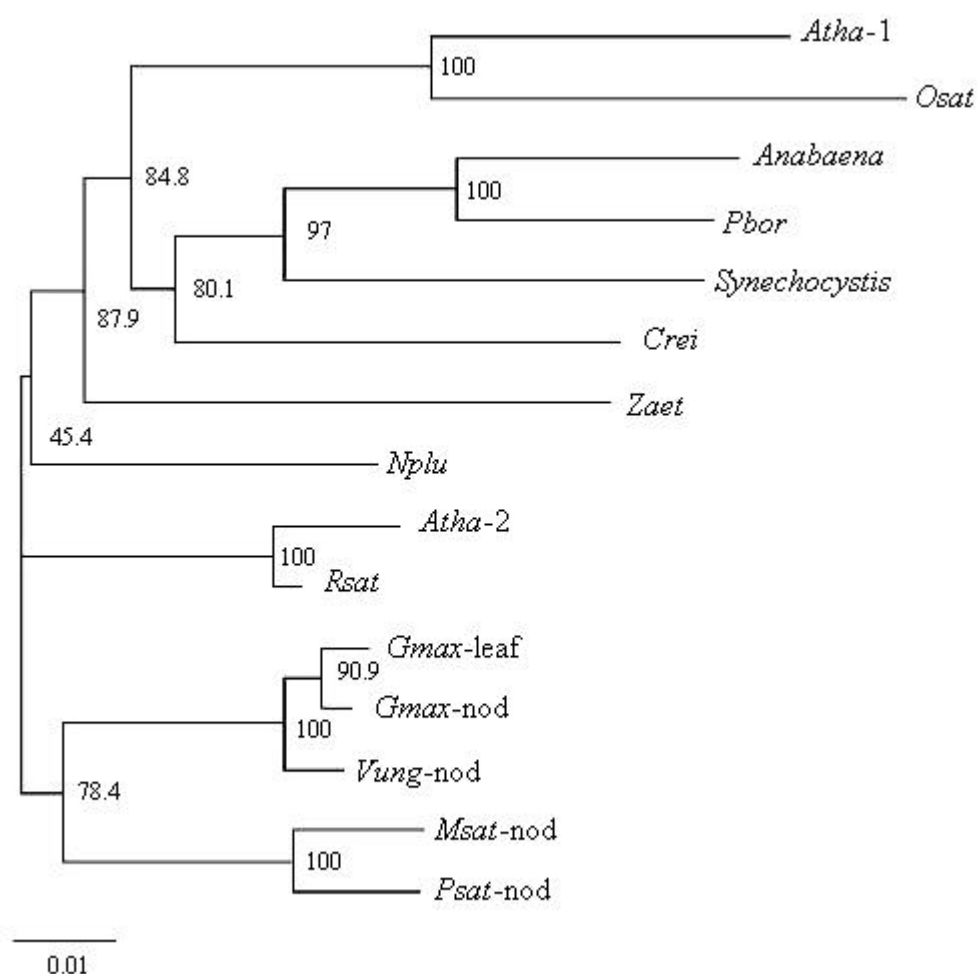 Atha-1
100
Osat
Anabaena
84.8
100
Pbor
97
Synechocystis
80.1
87.9
Crei
Zaet
45.4
Nplu
Atha-2
100
Rsat
Gmax-leaf
90.9
Gmax-nod
100
Vung-nod
78.4
Msat-nod
100
Psat-nod
0.01